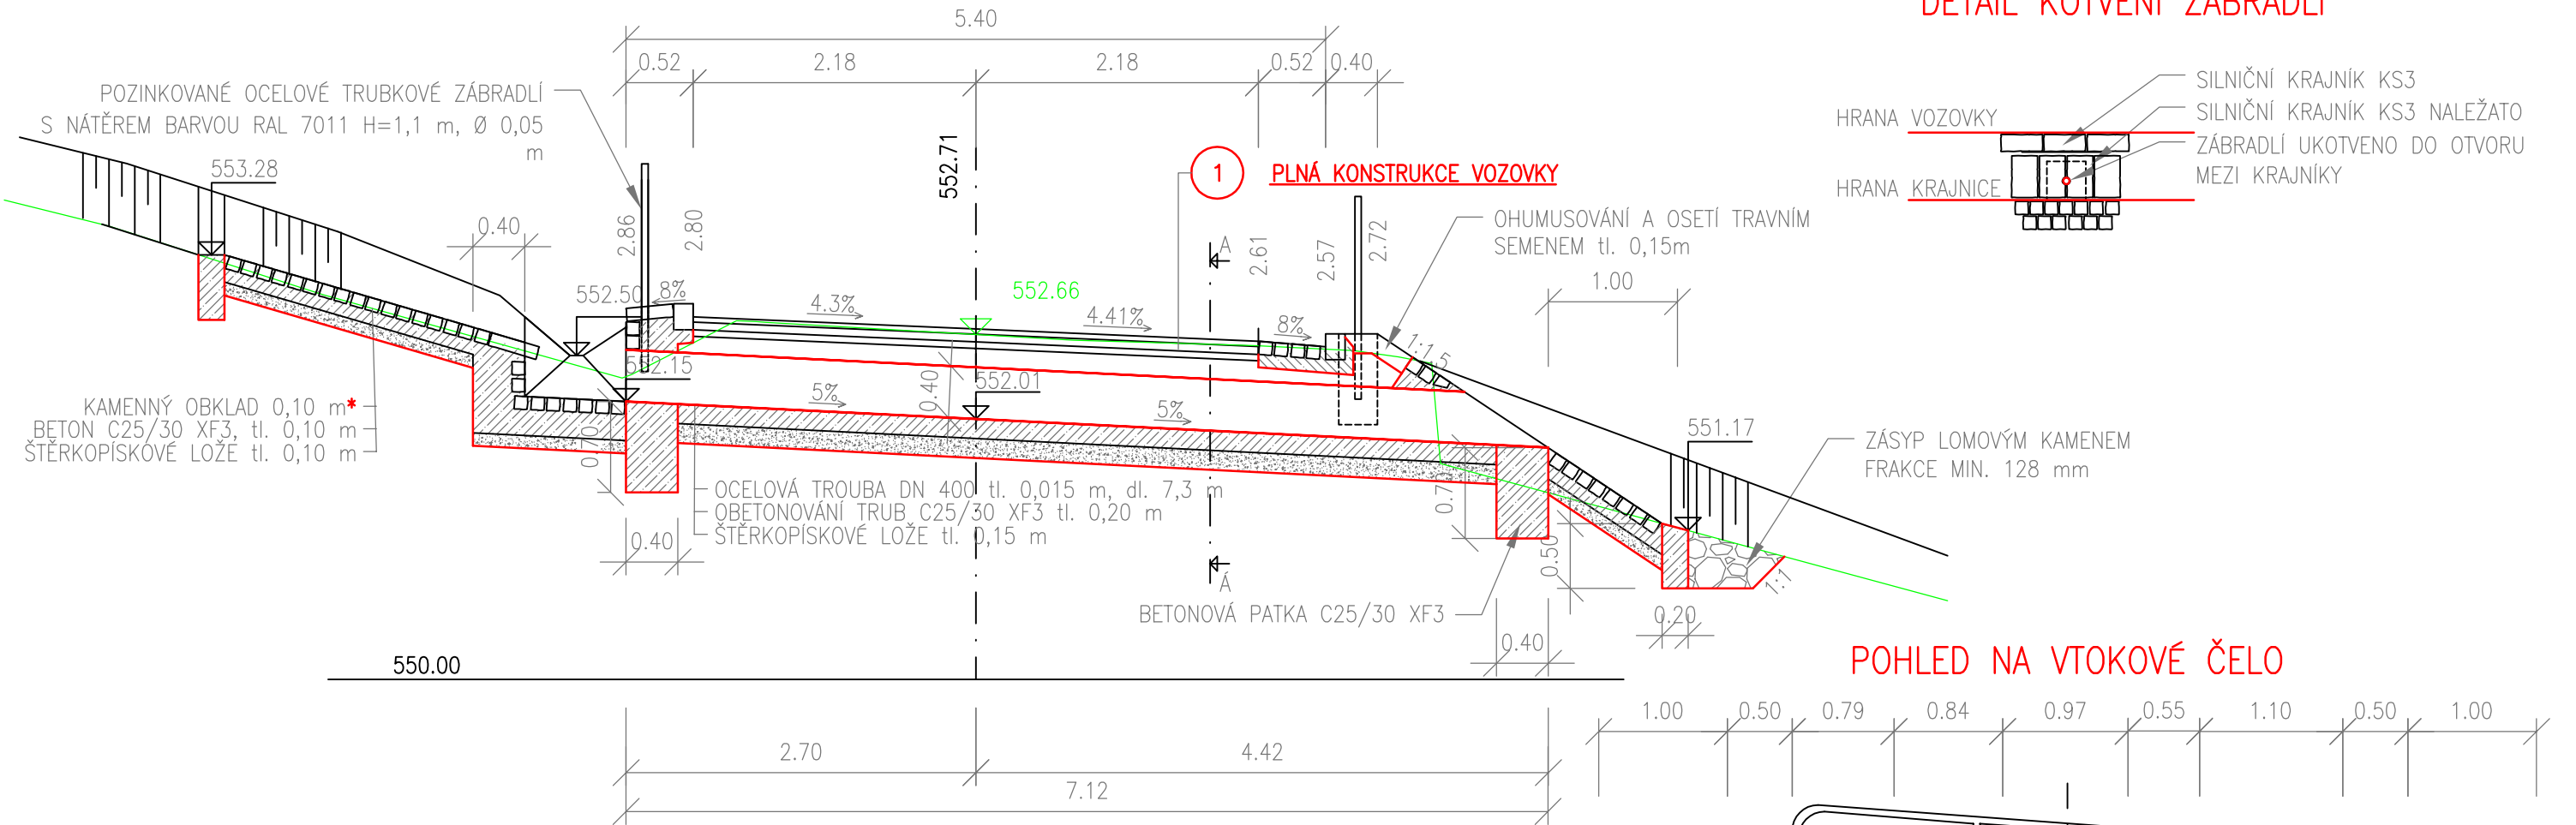 DETAIL KOTVENÍ ZÁBRADLÍ
5.40
0.52
2.18
2.18
0.52
0.40
POZINKOVANÉ OCELOVÉ TRUBKOVÉ ZÁBRADLÍ
S NÁTĚREM BARVOU RAL 7011 H=1,1 m, Ø 0,05
m
SILNIČNÍ KRAJNÍK KS3
SILNIČNÍ KRAJNÍK KS3 NALEŽATO
ZÁBRADLÍ UKOTVENO DO OTVORU
MEZI KRAJNÍKY
HRANA VOZOVKY
HRANA KRAJNICE
553.28
552.71
1
PLNÁ KONSTRUKCE VOZOVKY
0.40
2.86
2.80
A
2.61
2.57
2.72
OHUMUSOVÁNÍ A OSETÍ TRAVNÍM
SEMENEM tl. 0,15m
1.00
552.50
8%
4.3%
552.66
4.41%
8%
1:1,5
552.15
5%
0.40
552.01
5%
KAMENNÝ OBKLAD 0,10 m*
BETON C25/30 XF3, tl. 0,10 m
ŠTĚRKOPÍSKOVÉ LOŽE tl. 0,10 m
0.70
551.17
ZÁSYP LOMOVÝM KAMENEM
FRAKCE MIN. 128 mm
OCELOVÁ TROUBA DN 400 tl. 0,015 m, dl. 7,3 m
OBETONOVÁNÍ TRUB C25/30 XF3 tl. 0,20 m
ŠTĚRKOPÍSKOVÉ LOŽE tl. 0,15 m
0.40
0.50
1:1
Á
BETONOVÁ PATKA C25/30 XF3
0.20
0.40
550.00
POHLED NA VTOKOVÉ ČELO
1.00
0.50
0.79
0.84
0.97
0.55
1.10
0.50
1.00
2.70
4.42
7.12